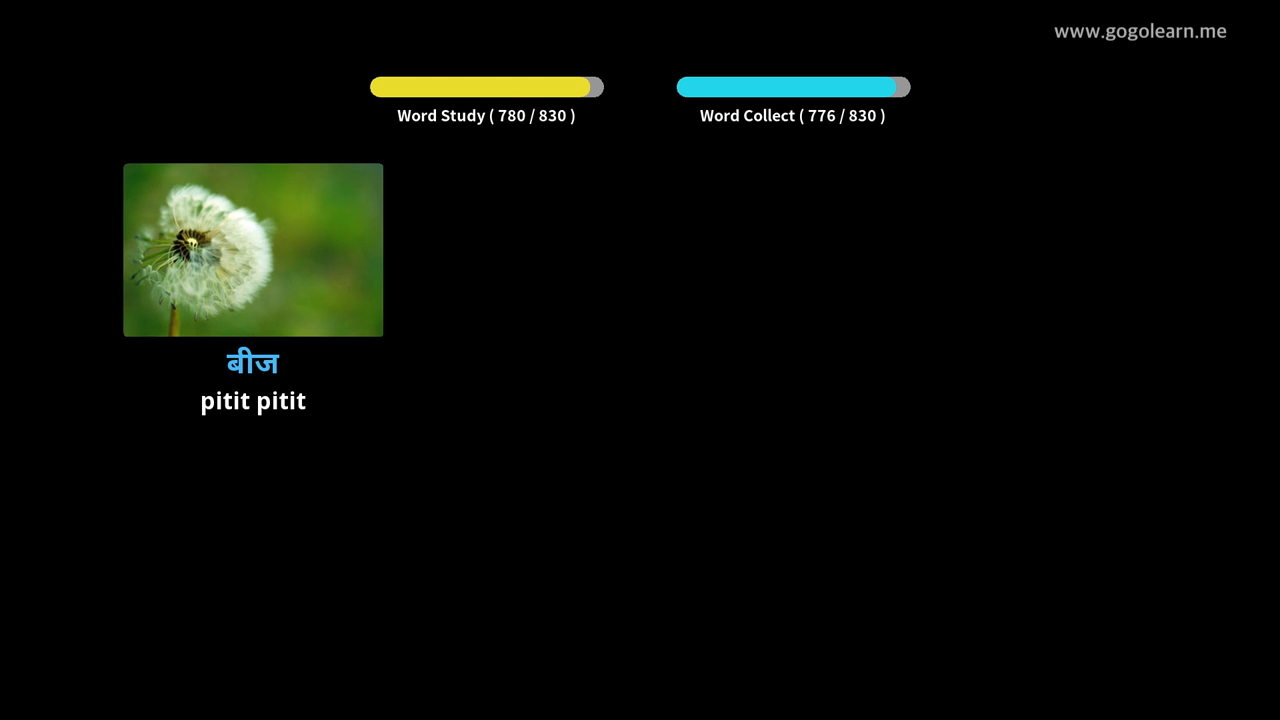 www.gogolearn.me
Word Study ( 780 / 830 )
Word Collect ( 776 / 830 )
बीज
pitit pitit